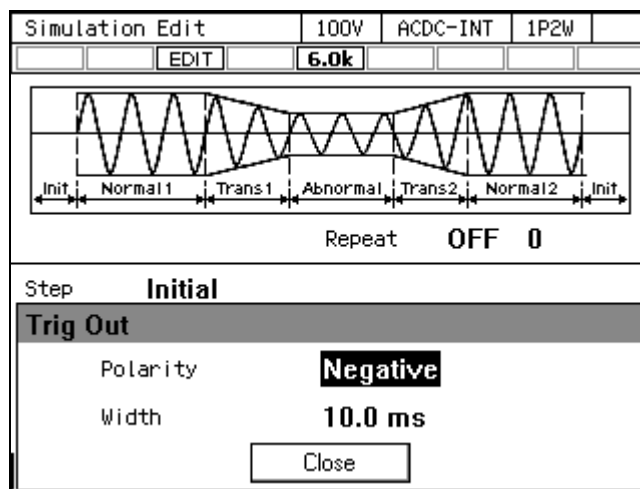 Simulation Edit 100V ACDC-INT 1P2W
EDIT 6.0k
Init Normal1 Trans1 Abnormal Trans2 Normal2 Init
Repeat OFF 0
Step Initial
Trig Out
Polarity Negative
Width 10.0 ms
Close